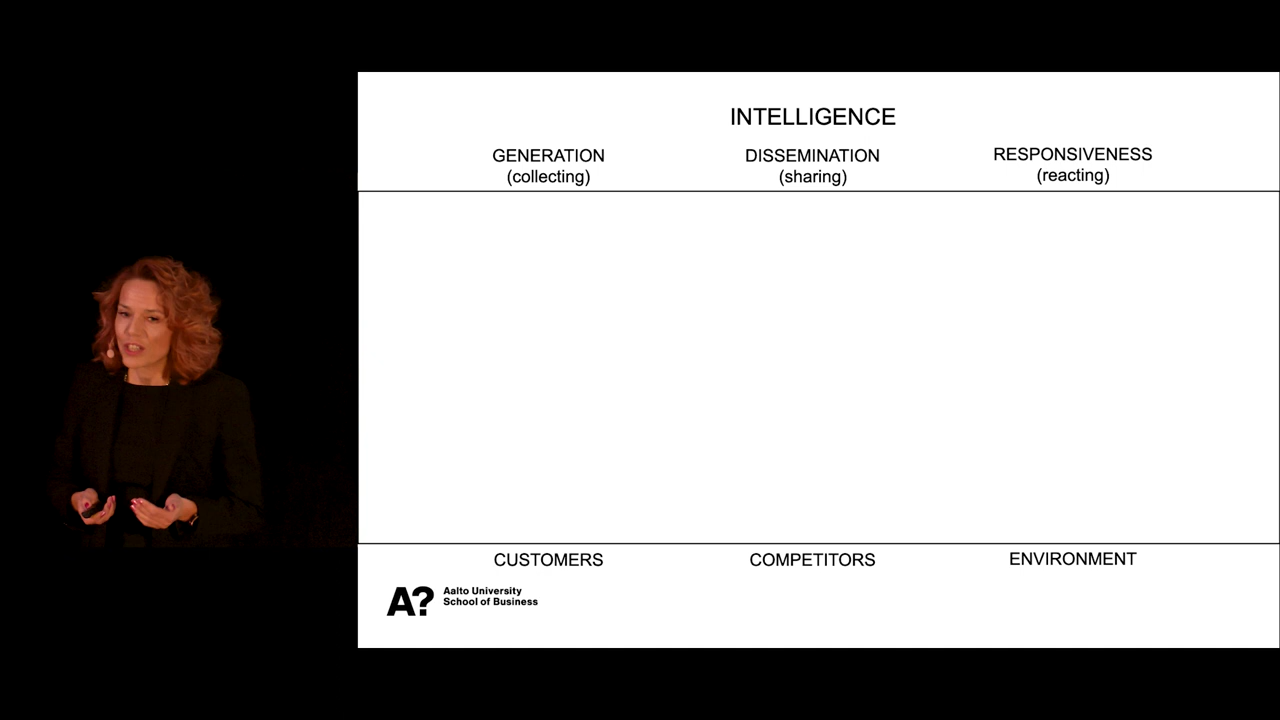 INTELLIGENCE
GENERATION
(collecting)
DISSEMINATION
(sharing)
RESPONSIVENESS
(reacting)
CUSTOMERS
COMPETITORS
ENVIRONMENT
A?
Aalto University
School of Business